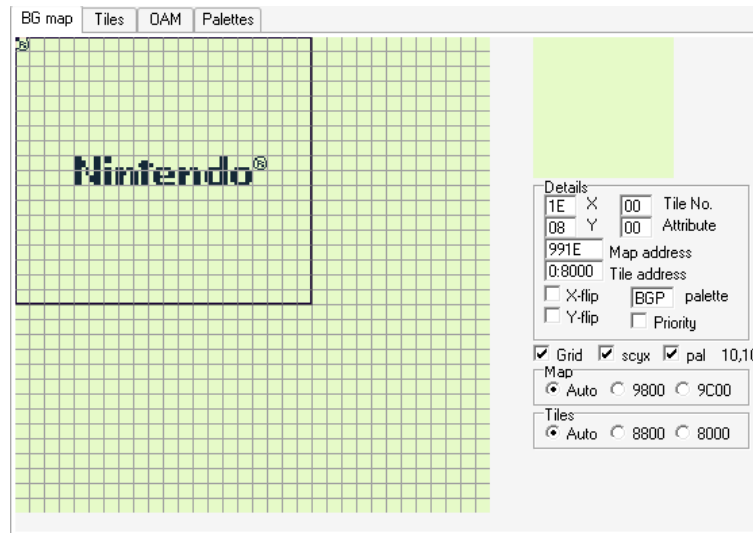 BG map Tiles OAM Palettes
®
Nintendo®
Details
1E X 00 Tile No.
08 Y 00 Attribute
991E Map address
0:8000 Tile address
X-flip BGP palette
Y-flip Priority
Grid scyx pal 10,10
Map
Auto 9800 9C00
Tiles
Auto 8800 8000